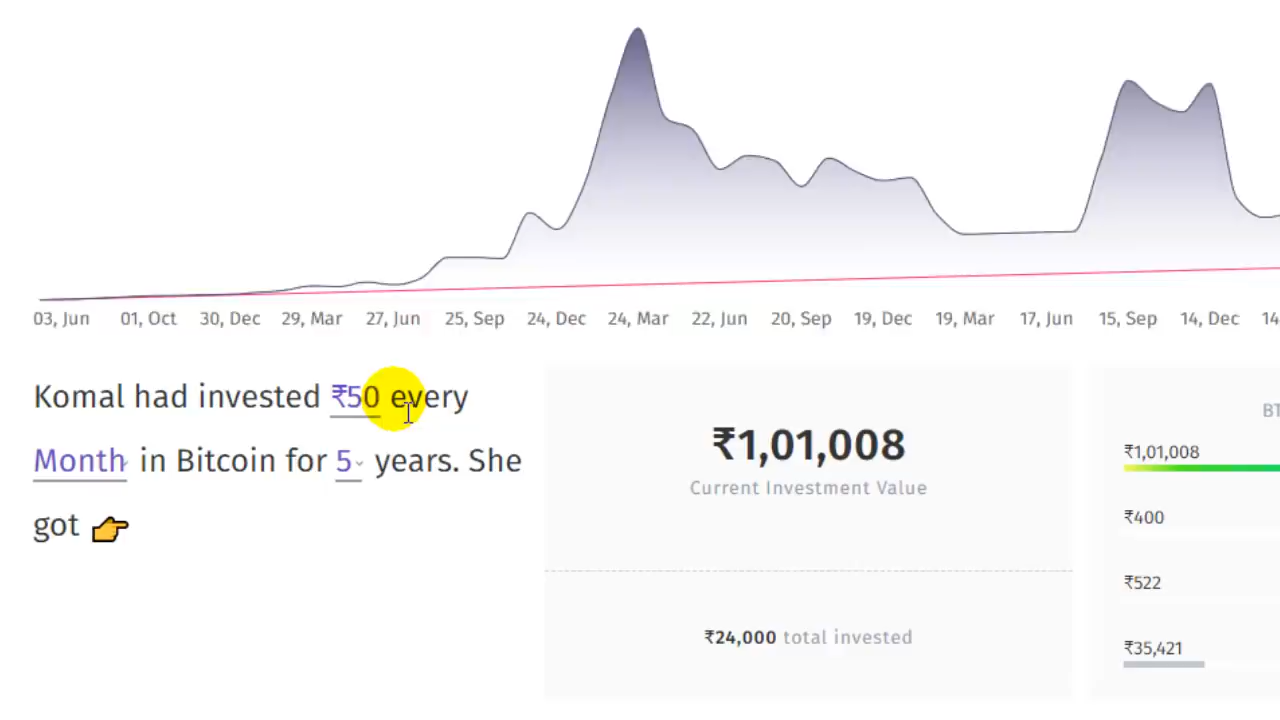 03, Jun 01, Oct 30, Dec 29, Mar 27, Jun 25, Sep 24, Dec 24, Mar 22, Jun 20, Sep 19, Dec 19, Mar 17, Jun 15, Sep 14, Dec 14
Komal had invested ₹50 every
Month in Bitcoin for 5 years. She
got
₹1,01,008
Current Investment Value
₹24,000 total invested
BT
₹1,01,008
₹400
₹522
₹35,421